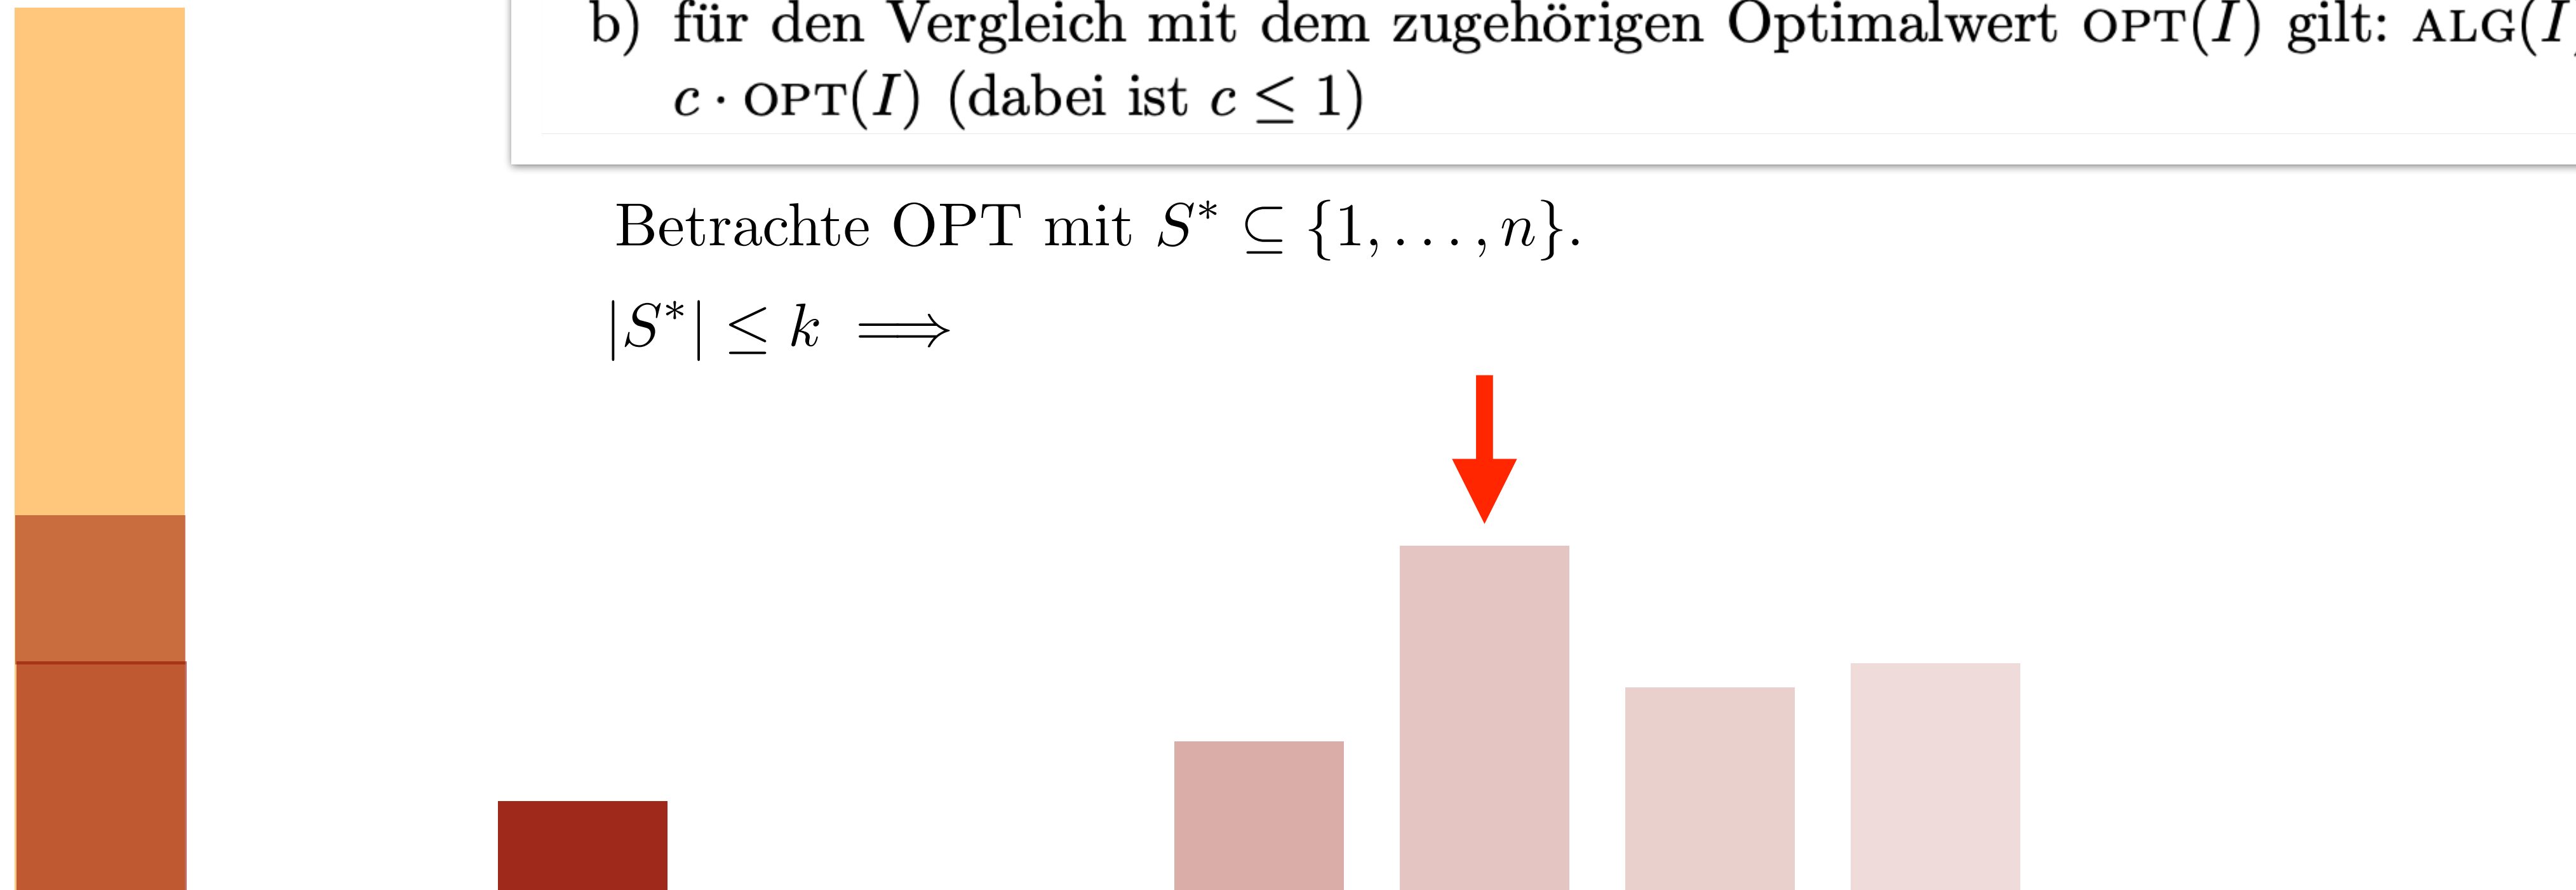 b) für den Vergleich mit dem zugehörigen Optimalwert OPT(I) gilt: ALG(I)
c · OPT(I) (dabei ist c ≤ 1)
Betrachte OPT mit S* ⊆ {1, . . . , n}.
|S*| ≤ k ⟹